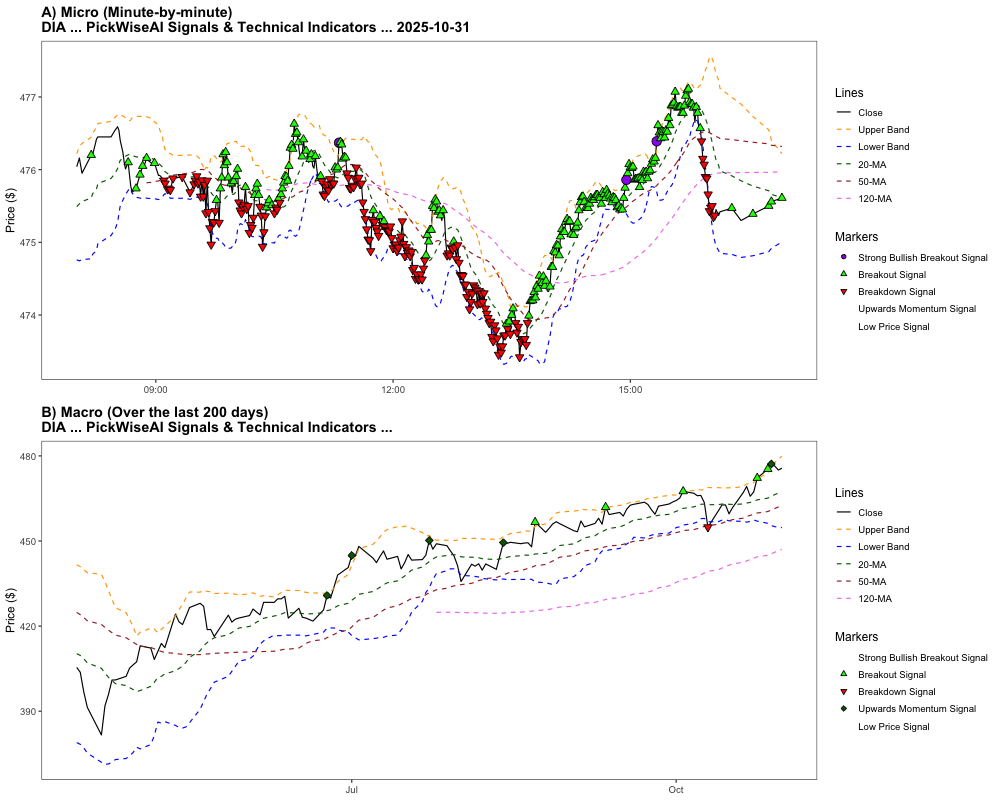 A) Micro (Minute-by-minute)
DIA ... PickWiseAI Signals & Technical Indicators ... 2025-10-31
Price ($)
477
476
475
474
09:00
12:00
15:00
Lines
Close
Upper Band
Lower Band
20-MA
50-MA
120-MA
Markers
Strong Bullish Breakout Signal
Breakout Signal
Breakdown Signal
Upwards Momentum Signal
Low Price Signal
B) Macro (Over the last 200 days)
DIA ... PickWiseAI Signals & Technical Indicators ...
Price ($)
480
450
420
390
Jul
Oct
Lines
Close
Upper Band
Lower Band
20-MA
50-MA
120-MA
Markers
Strong Bullish Breakout Signal
Breakout Signal
Breakdown Signal
Upwards Momentum Signal
Low Price Signal